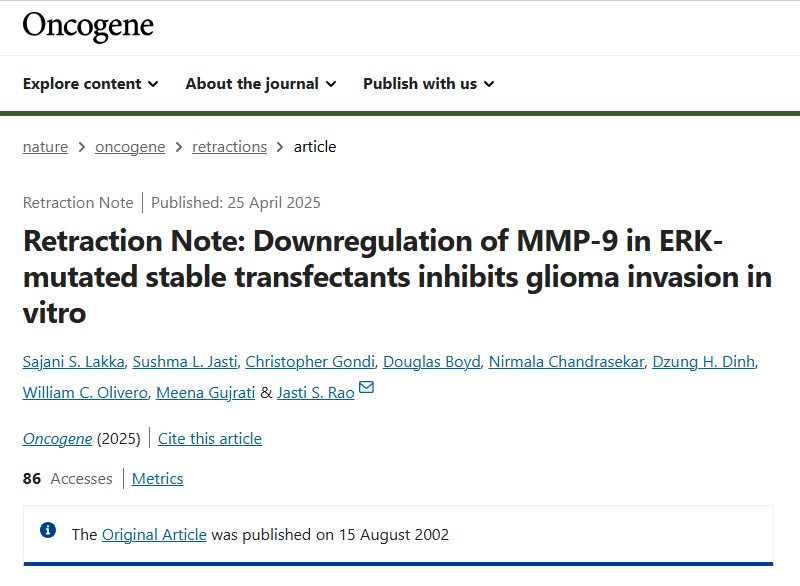 Oncogene
Explore content About the journal Publish with us
nature > oncogene > retractions > article
Retraction Note | Published: 25 April 2025
Retraction Note: Downregulation of MMP-9 in ERK-
mutated stable transfectants inhibits glioma invasion in
vitro
Sajani S. Lakka, Sushma L. Jasti, Christopher Gondi, Douglas Boyd, Nirmala Chandrasekar, Dzung H. Dinh,
William C. Olivero, Meena Gujrati & Jasti S. Rao
Oncogene (2025) | Cite this article
86 Accesses | Metrics
The Original Article was published on 15 August 2002